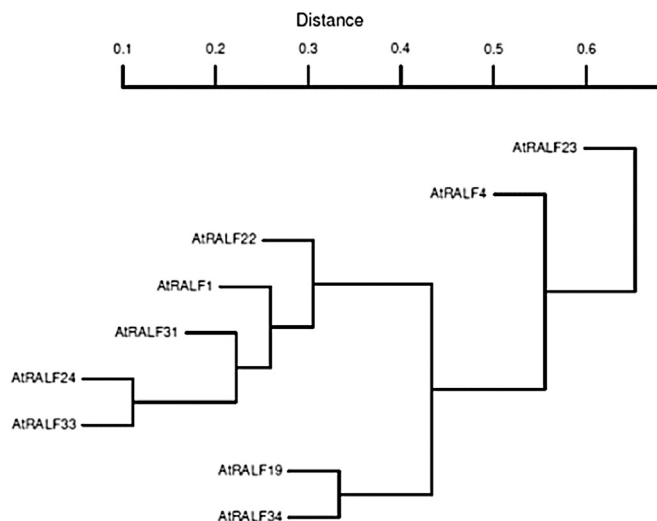 Distance
0.1 0.2 0.3 0.4 0.5 0.6
AtRALF23
AtRALF4
AtRALF22
AtRALF1
AtRALF31
AtRALF24
AtRALF33
AtRALF19
AtRALF34